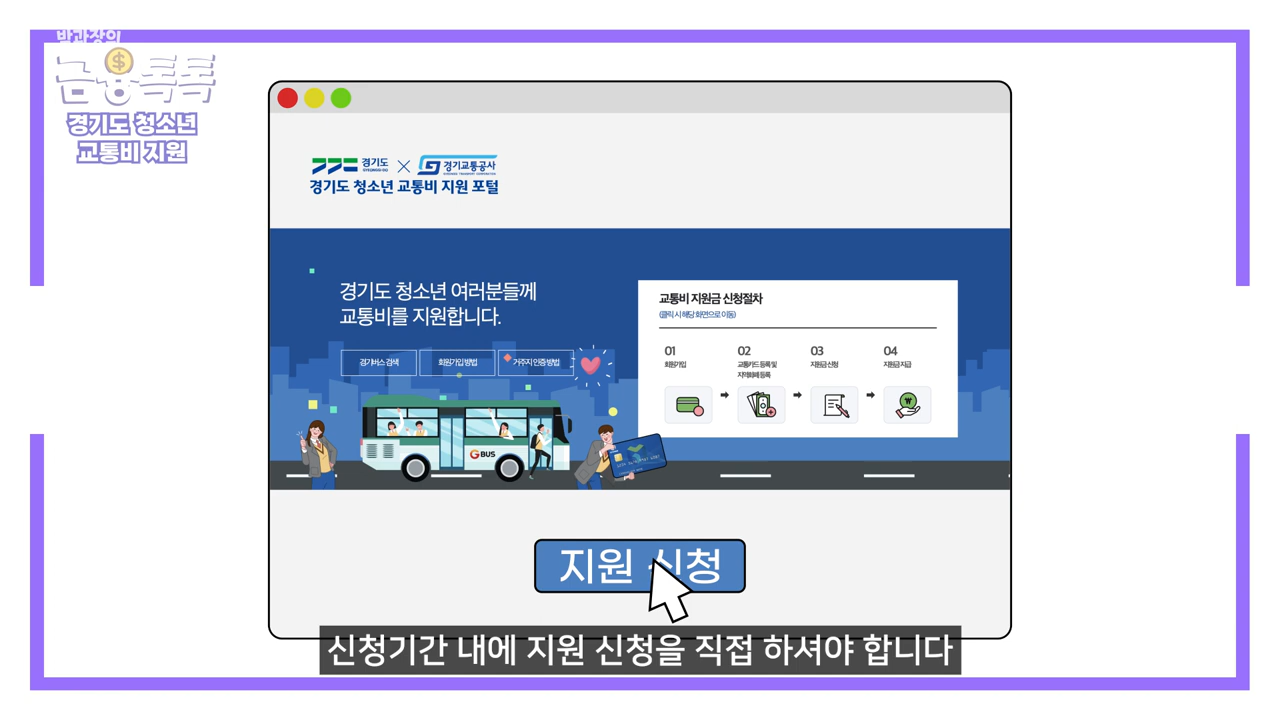 박과장의
금융톡톡
경기도 청소년
교통비 지원
경기도 경기교통공사
경기도 청소년 교통비 지원 포털
경기도 청소년 여러분들께
교통비를 지원합니다.
경기버스 검색 회원가입 방법 거주지 인증 방법
G BUS
교통비 지원금 신청절차
(클릭 시 해당 화면으로 이동)
01 02 03 04
회원가입 교통카드 등록 및 지원금 신청 지원금 지급
지역화폐 등록
지원 신청
신청기간 내에 지원 신청을 직접 하셔야 합니다